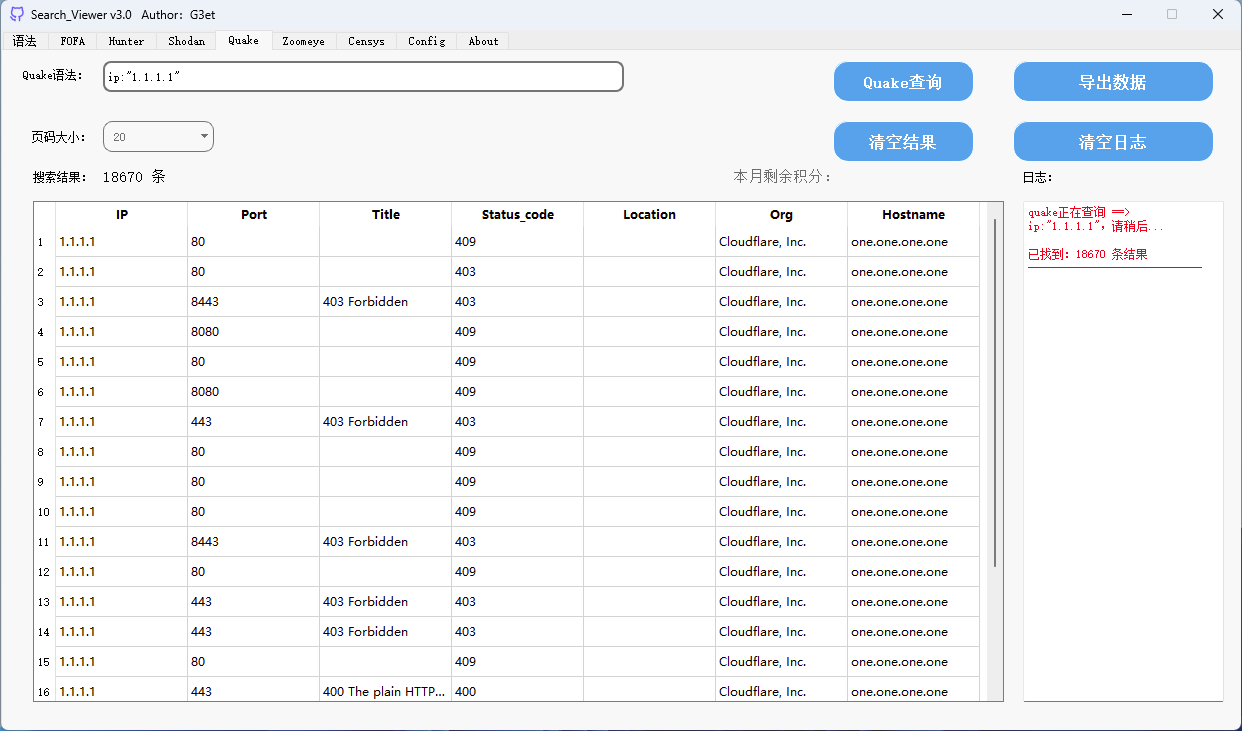 Search_Viewer v3.0 Author: G3et
语法 FOFA Hunter Shodan Quake Zoomeye Censys Config About
Quake语法: ip:"1.1.1.1" Quake查询 导出数据
页码大小: 20 清空结果 清空日志
搜索结果: 18670 条 本月剩余积分: 日志:
IP Port Title Status_code Location Org Hostname
1 1.1.1.1 80 409 Cloudflare, Inc. one.one.one.one
2 1.1.1.1 80 403 Cloudflare, Inc. one.one.one.one
3 1.1.1.1 8443 403 Forbidden 403 Cloudflare, Inc. one.one.one.one
4 1.1.1.1 8080 409 Cloudflare, Inc. one.one.one.one
5 1.1.1.1 80 409 Cloudflare, Inc. one.one.one.one
6 1.1.1.1 8080 409 Cloudflare, Inc. one.one.one.one
7 1.1.1.1 443 403 Forbidden 403 Cloudflare, Inc. one.one.one.one
8 1.1.1.1 80 409 Cloudflare, Inc. one.one.one.one
9 1.1.1.1 80 409 Cloudflare, Inc. one.one.one.one
10 1.1.1.1 80 409 Cloudflare, Inc. one.one.one.one
11 1.1.1.1 8443 403 Forbidden 403 Cloudflare, Inc. one.one.one.one
12 1.1.1.1 80 409 Cloudflare, Inc. one.one.one.one
13 1.1.1.1 443 403 Forbidden 403 Cloudflare, Inc. one.one.one.one
14 1.1.1.1 443 403 Forbidden 403 Cloudflare, Inc. one.one.one.one
15 1.1.1.1 80 409 Cloudflare, Inc. one.one.one.one
16 1.1.1.1 443 400 The plain HTTP... 400 Cloudflare, Inc. one.one.one.one
quake正在查询 ==>
ip:"1.1.1.1", 请稍后...
已找到: 18670 条结果